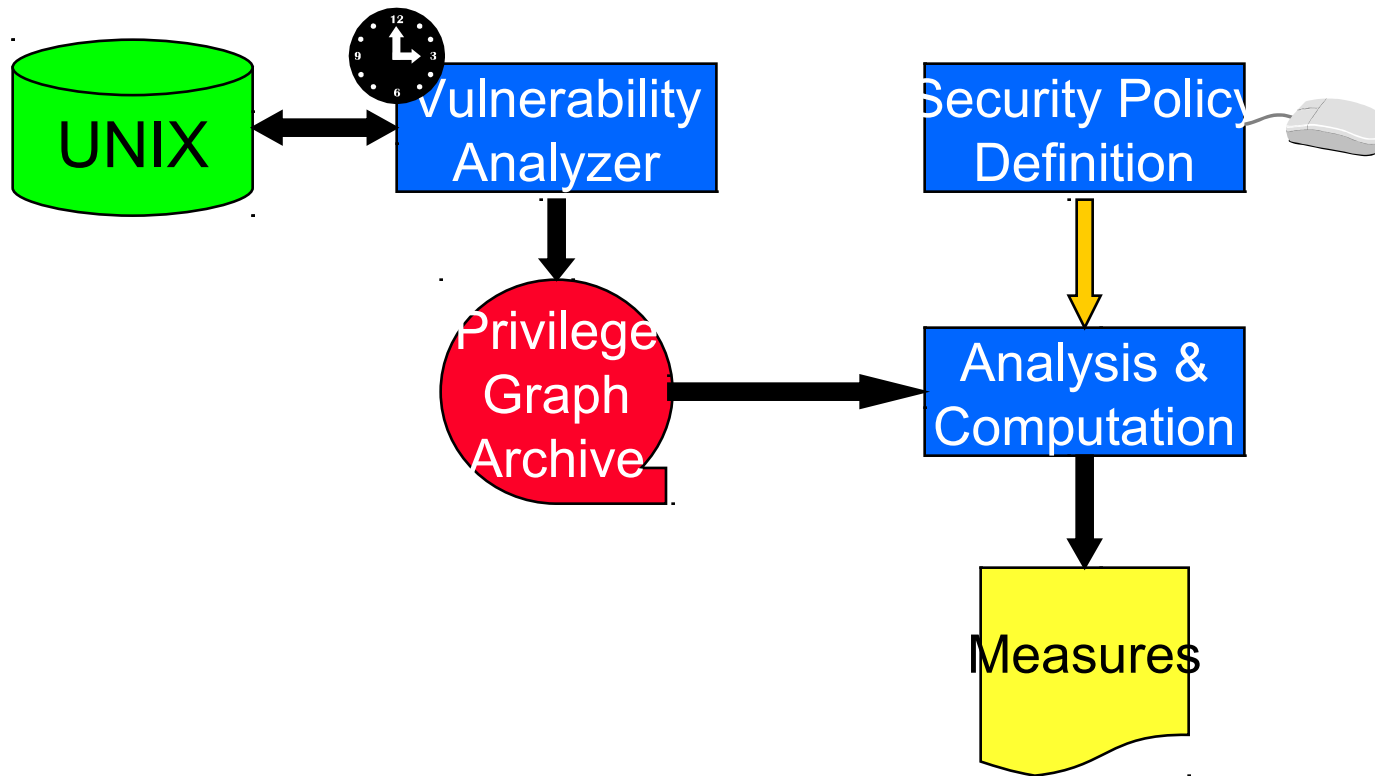 12
9
3
6
UNIX
Vulnerability
Analyzer
Security Policy
Definition
Privilege
Graph
Archive
Analysis &
Computation
Measures